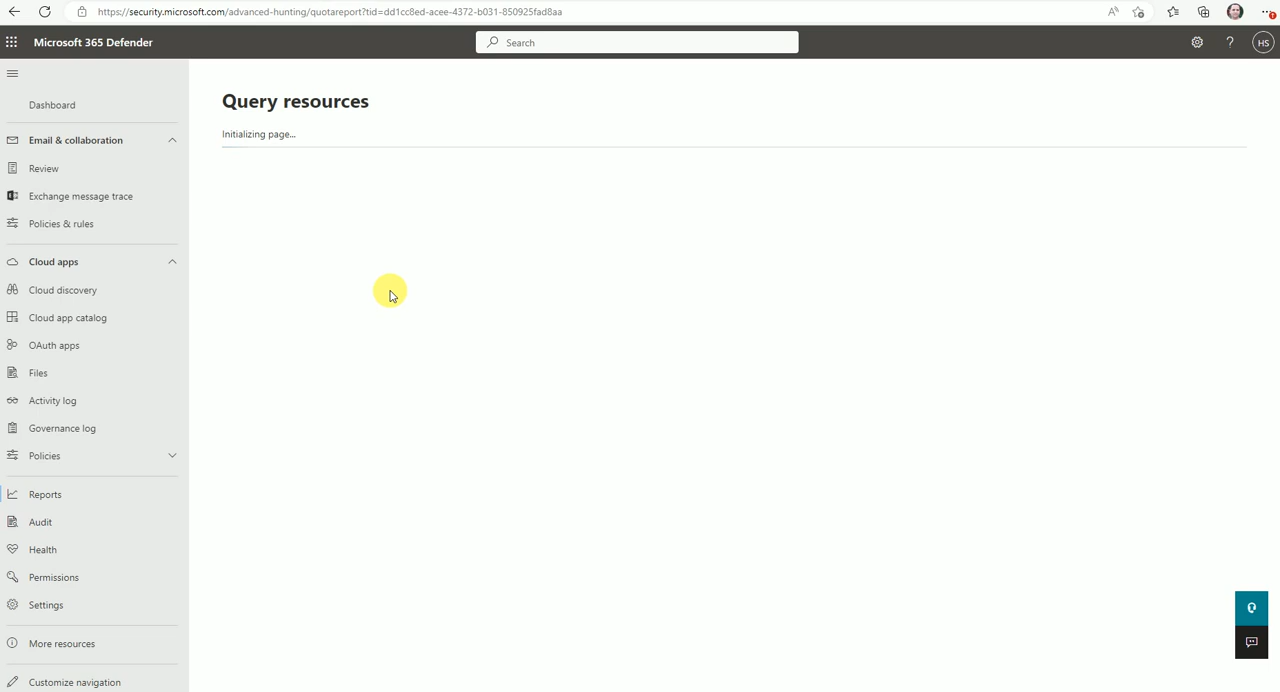 https://security.microsoft.com/advanced-hunting/quotareport?tid=dd1cc8ed-acee-4372-b031-850925fad8aa
Microsoft 365 Defender
Search
?
HS
Dashboard
Email & collaboration
Review
Exchange message trace
Policies & rules
Cloud apps
Cloud discovery
Cloud app catalog
OAuth apps
Files
Activity log
Governance log
Policies
Reports
Audit
Health
Permissions
Settings
More resources
Customize navigation
Query resources
Initializing page...